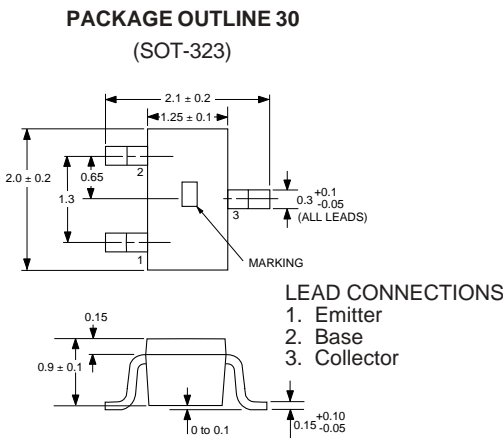 PACKAGE OUTLINE 30
(SOT-323)
2.1 ± 0.2
1.25 ± 0.1
2
2.0 ± 0.2
0.65
1.3
0.3 +0.1 -0.05
3
(ALL LEADS)
1
MARKING
LEAD CONNECTIONS
1. Emitter
2. Base
3. Collector
0.15
0.9 ± 0.1
0 to 0.1
0.15 +0.10 -0.05